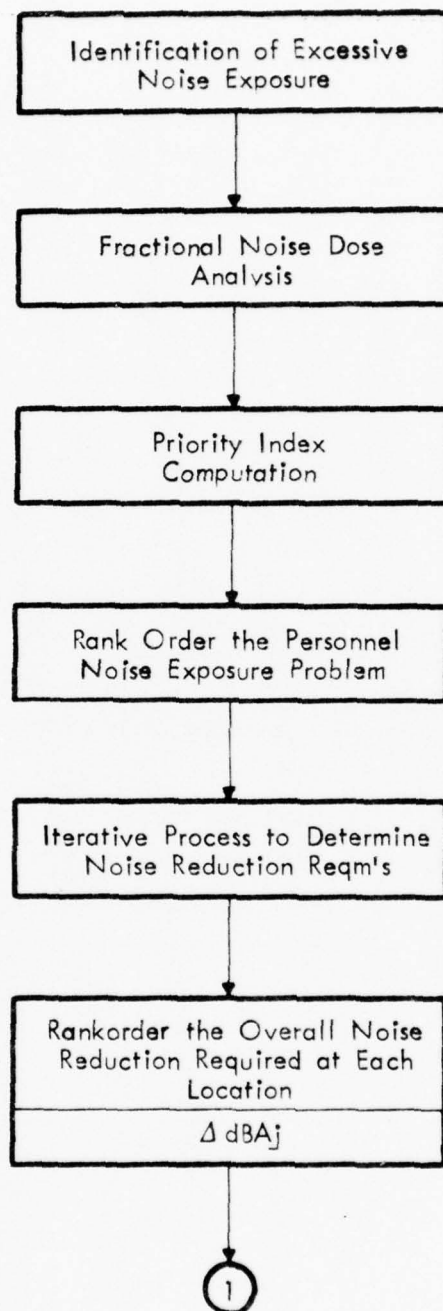 Identification of Excessive
Noise Exposure
Fractional Noise Dose
Analysis
Priority Index
Computation
Rank Order the Personnel
Noise Exposure Problem
Iterative Process to Determine
Noise Reduction Reqm's
Rankorder the Overall Noise
Reduction Required at Each
Location
Δ dBAj
1